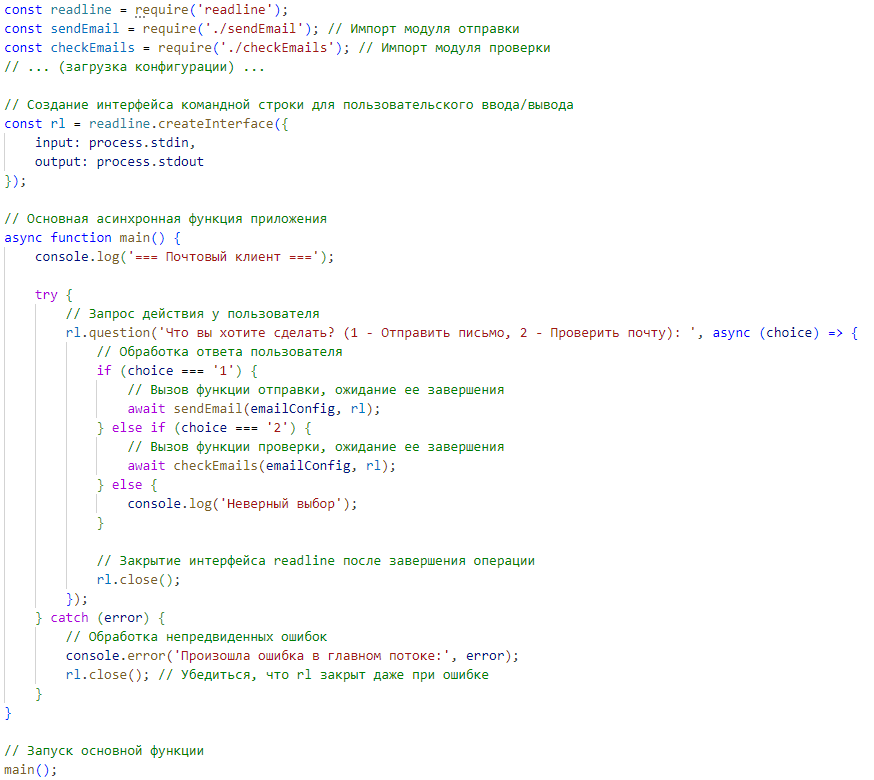 const readline = require('readline');
const sendEmail = require('./sendEmail'); // Импорт модуля отправки
const checkEmails = require('./checkEmails'); // Импорт модуля проверки
// ... (загрузка конфигурации) ...

// Создание интерфейса командной строки для пользовательского ввода/вывода
const rl = readline.createInterface({
    input: process.stdin,
    output: process.stdout
});

// Основная асинхронная функция приложения
async function main() {
    console.log('=== Почтовый клиент ===');

    try {
        // Запрос действия у пользователя
        rl.question('Что вы хотите сделать? (1 - Отправить письмо, 2 - Проверить почту): ', async (choice) => {
            // Обработка ответа пользователя
            if (choice === '1') {
                // Вызов функции отправки, ожидание ее завершения
                await sendEmail(emailConfig, rl);
            } else if (choice === '2') {
                // Вызов функции проверки, ожидание ее завершения
                await checkEmails(emailConfig, rl);
            } else {
                console.log('Неверный выбор');
            }

            // Закрытие интерфейса readline после завершения операции
            rl.close();
        });
    } catch (error) {
        // Обработка непредвиденных ошибок
        console.error('Произошла ошибка в главном потоке:', error);
        rl.close(); // Убедиться, что rl закрыт даже при ошибке
    }
}

// Запуск основной функции
main();